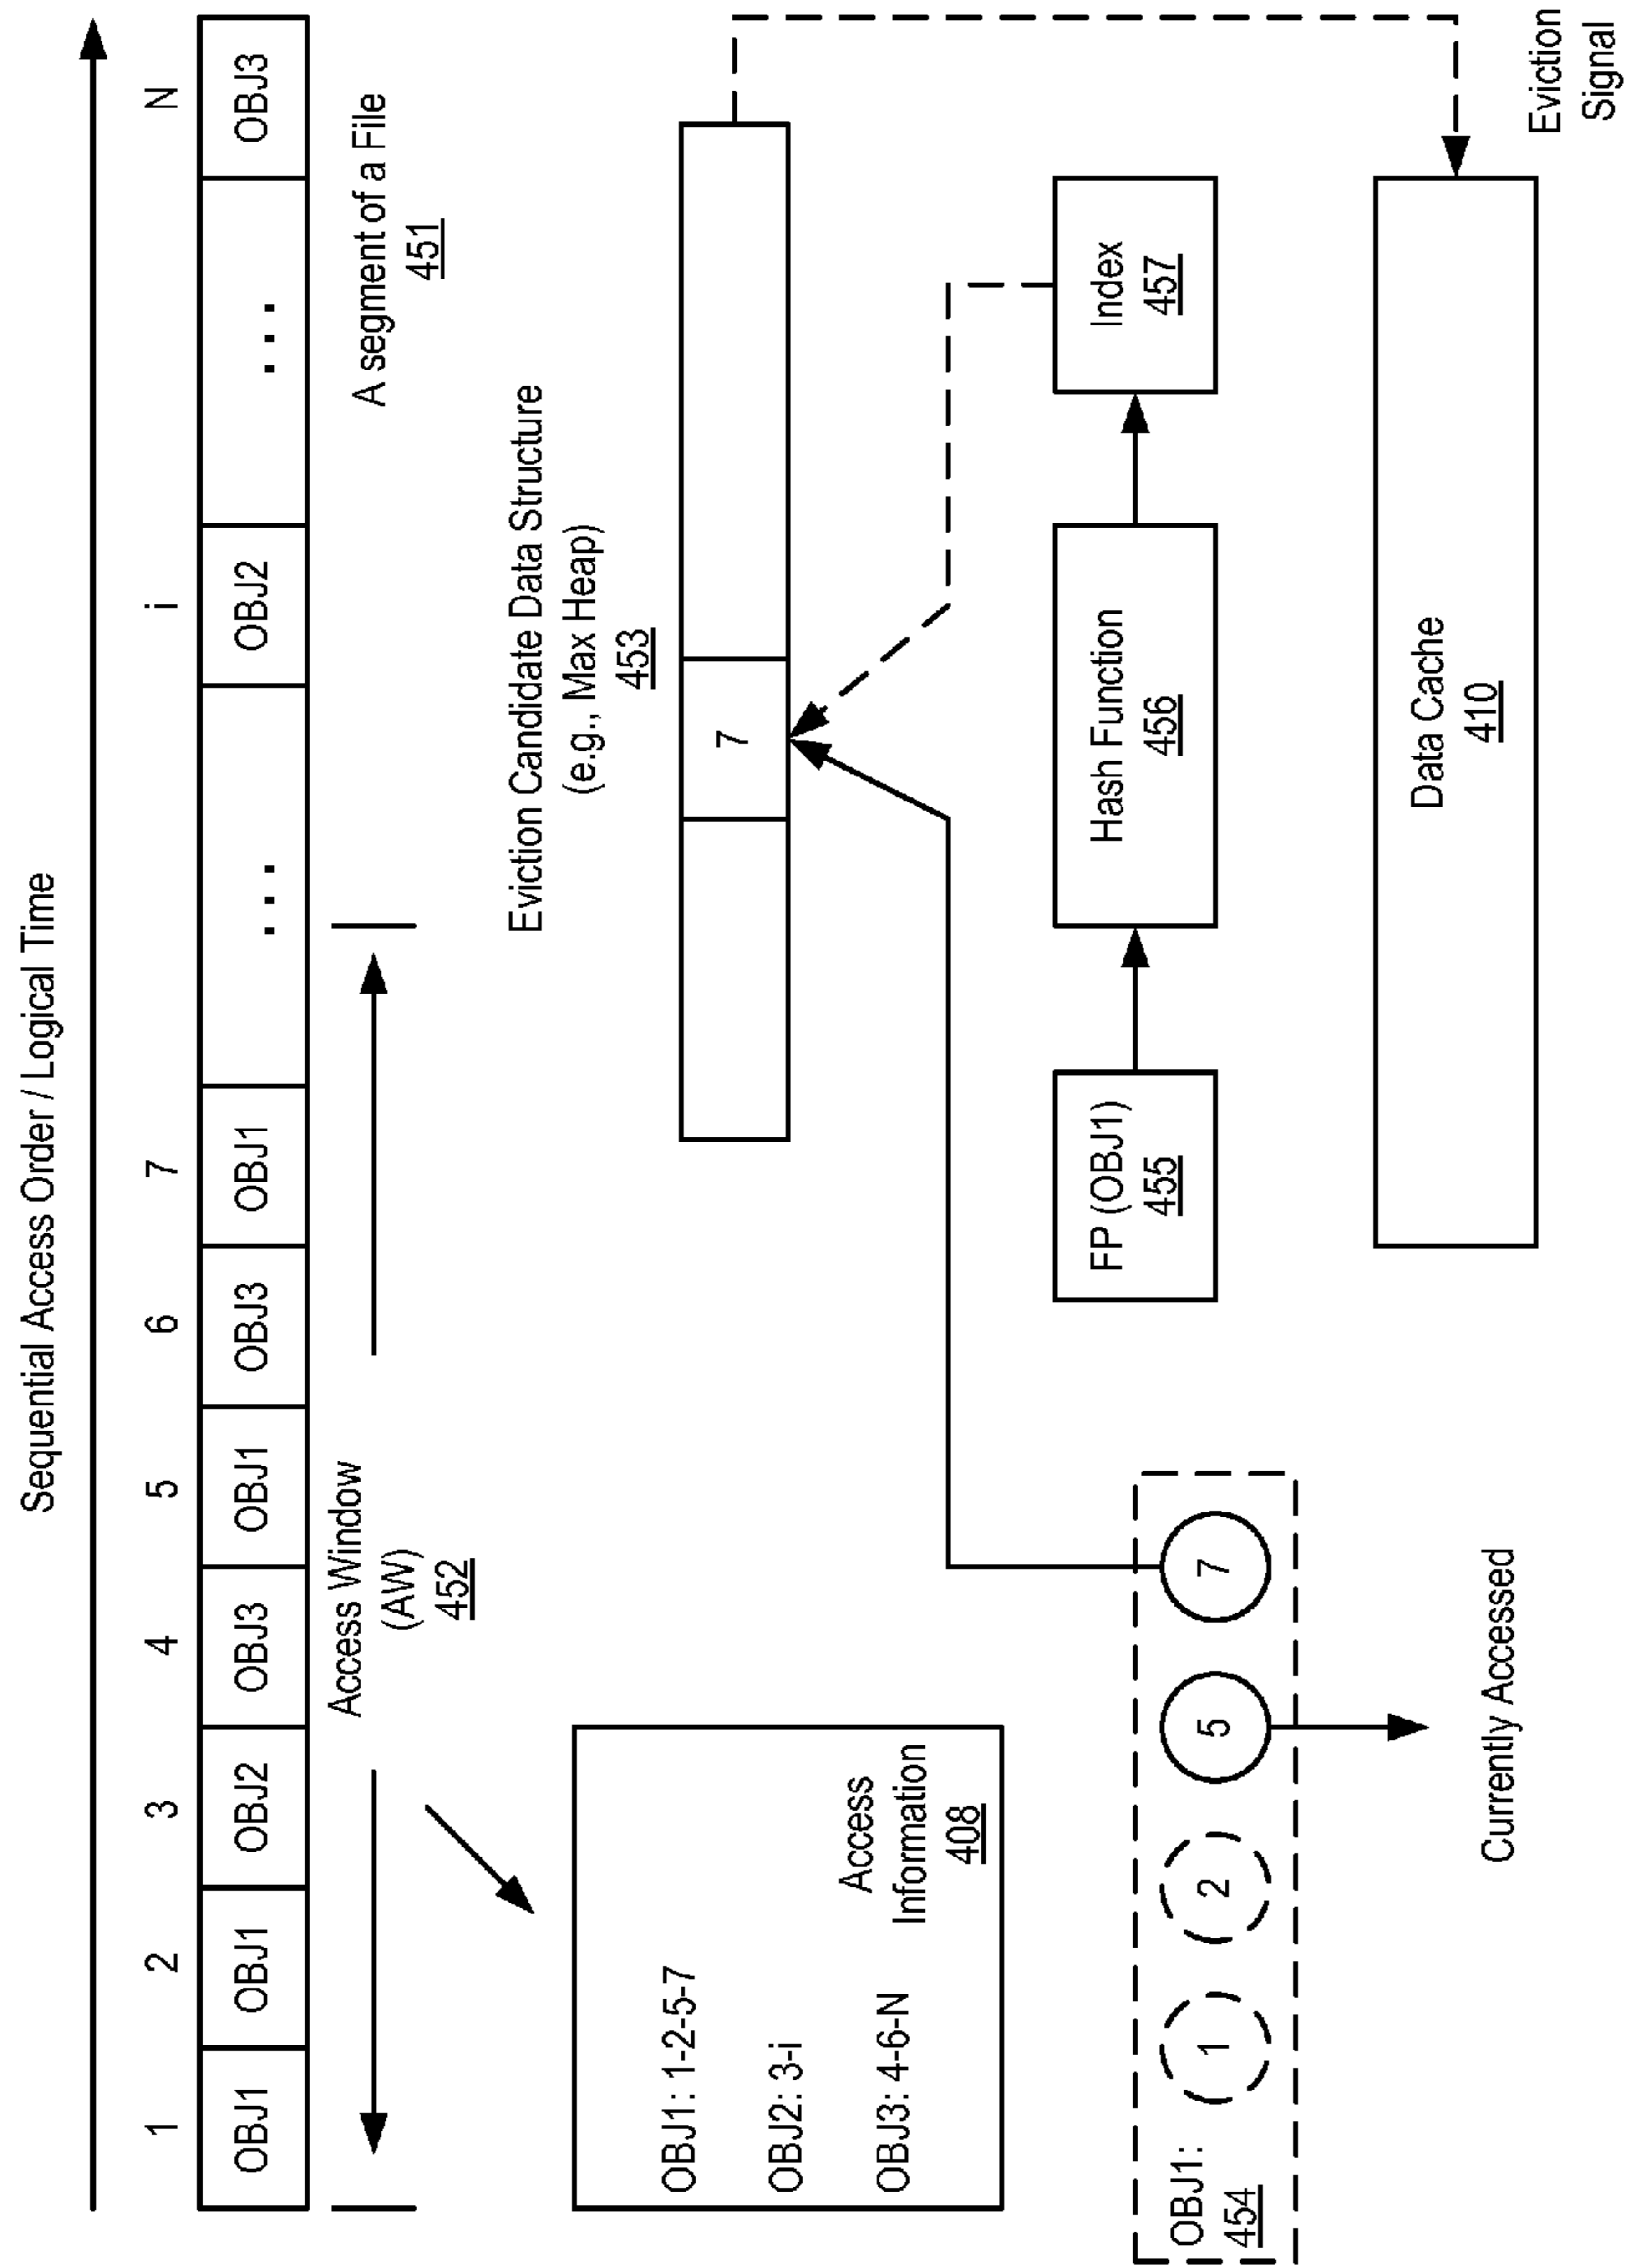 Sequential Access Order / Logical Time
1 2 3 4 5 6 7 i N
OBJ1 OBJ1 OBJ2 OBJ3 OBJ1 OBJ3 OBJ1 ... OBJ2 ... OBJ3
Access Window
(AW)
452
A segment of a File
451
OBJ1: 1-2-5-7
OBJ2: 3-i
OBJ3: 4-6-N
Access
Information
408
Eviction Candidate Data Structure
(e.g., Max Heap)
453
7
OBJ1:
454
1 2 5 7
Currently Accessed
FP (OBJ1)
455
Hash Function
456
Index
457
Data Cache
410
Eviction
Signal